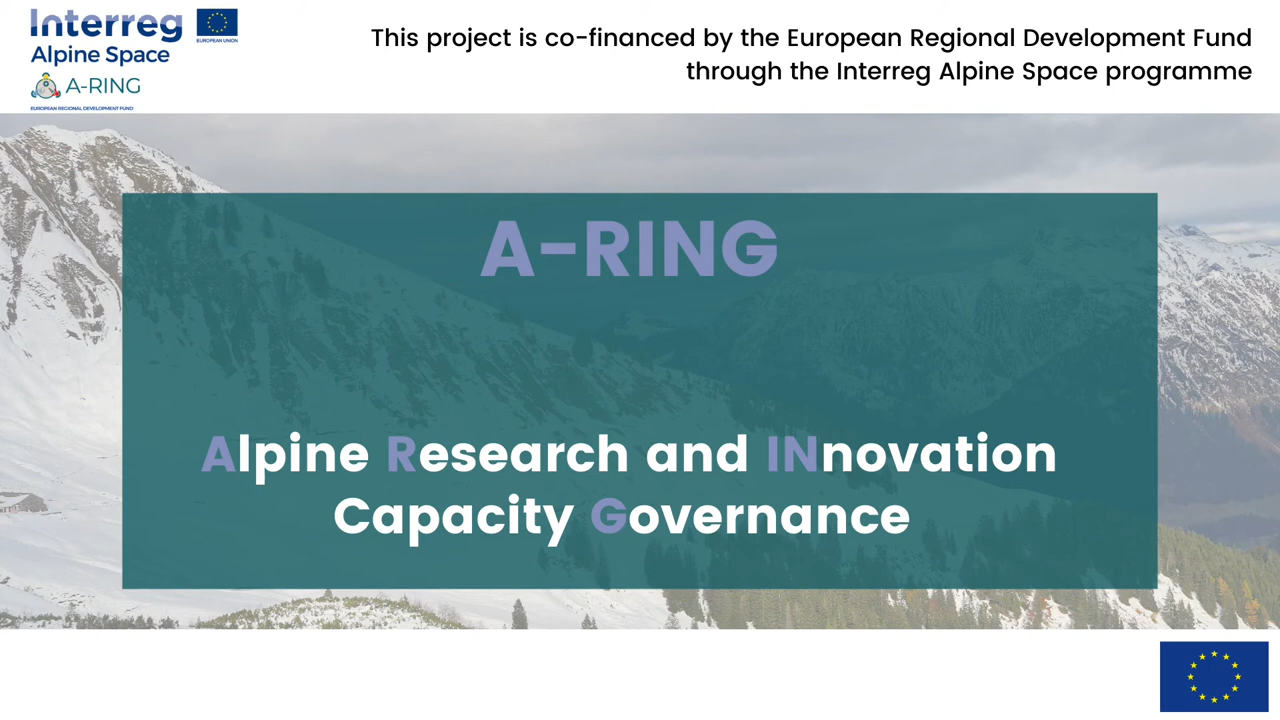 Interreg
EUROPEAN UNION
Alpine Space
A-RING
EUROPEAN REGIONAL DEVELOPMENT FUND
This project is co-financed by the European Regional Development Fund
through the Interreg Alpine Space programme
A-RING
Alpine Research and INnovation
Capacity Governance